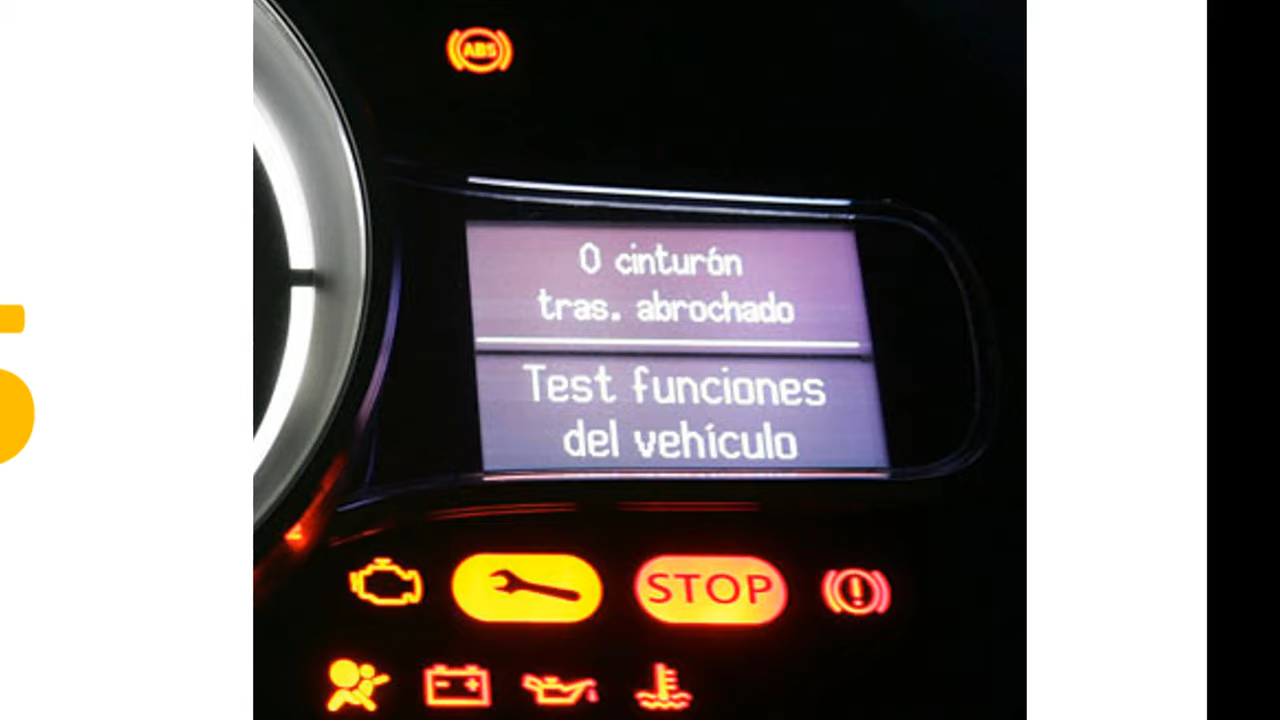 ABS
0 cinturón
tras. abrochado
Test funciones
del vehículo
STOP